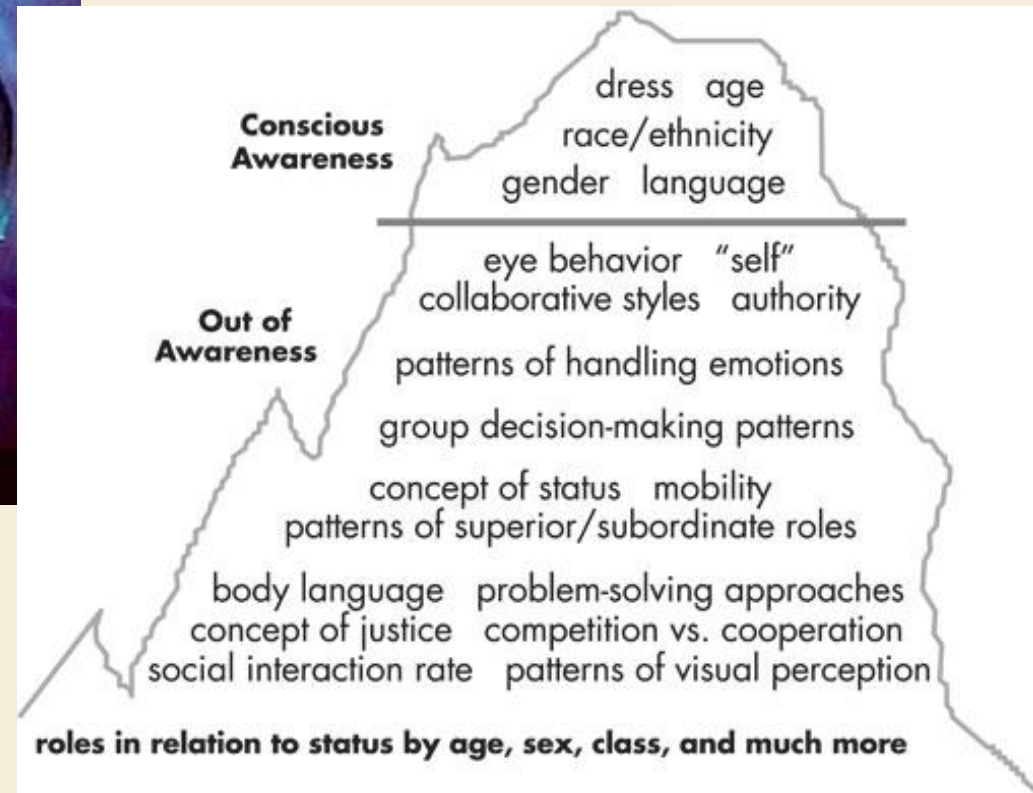 Conscious
Awareness
dress age
race/ethnicity
gender language
eye behavior “self”
collaborative styles authority
Out of
Awareness
patterns of handling emotions
group decision-making patterns
concept of status mobility
patterns of superior/subordinate roles
body language problem-solving approaches
concept of justice competition vs. cooperation
social interaction rate patterns of visual perception
roles in relation to status by age, sex, class, and much more